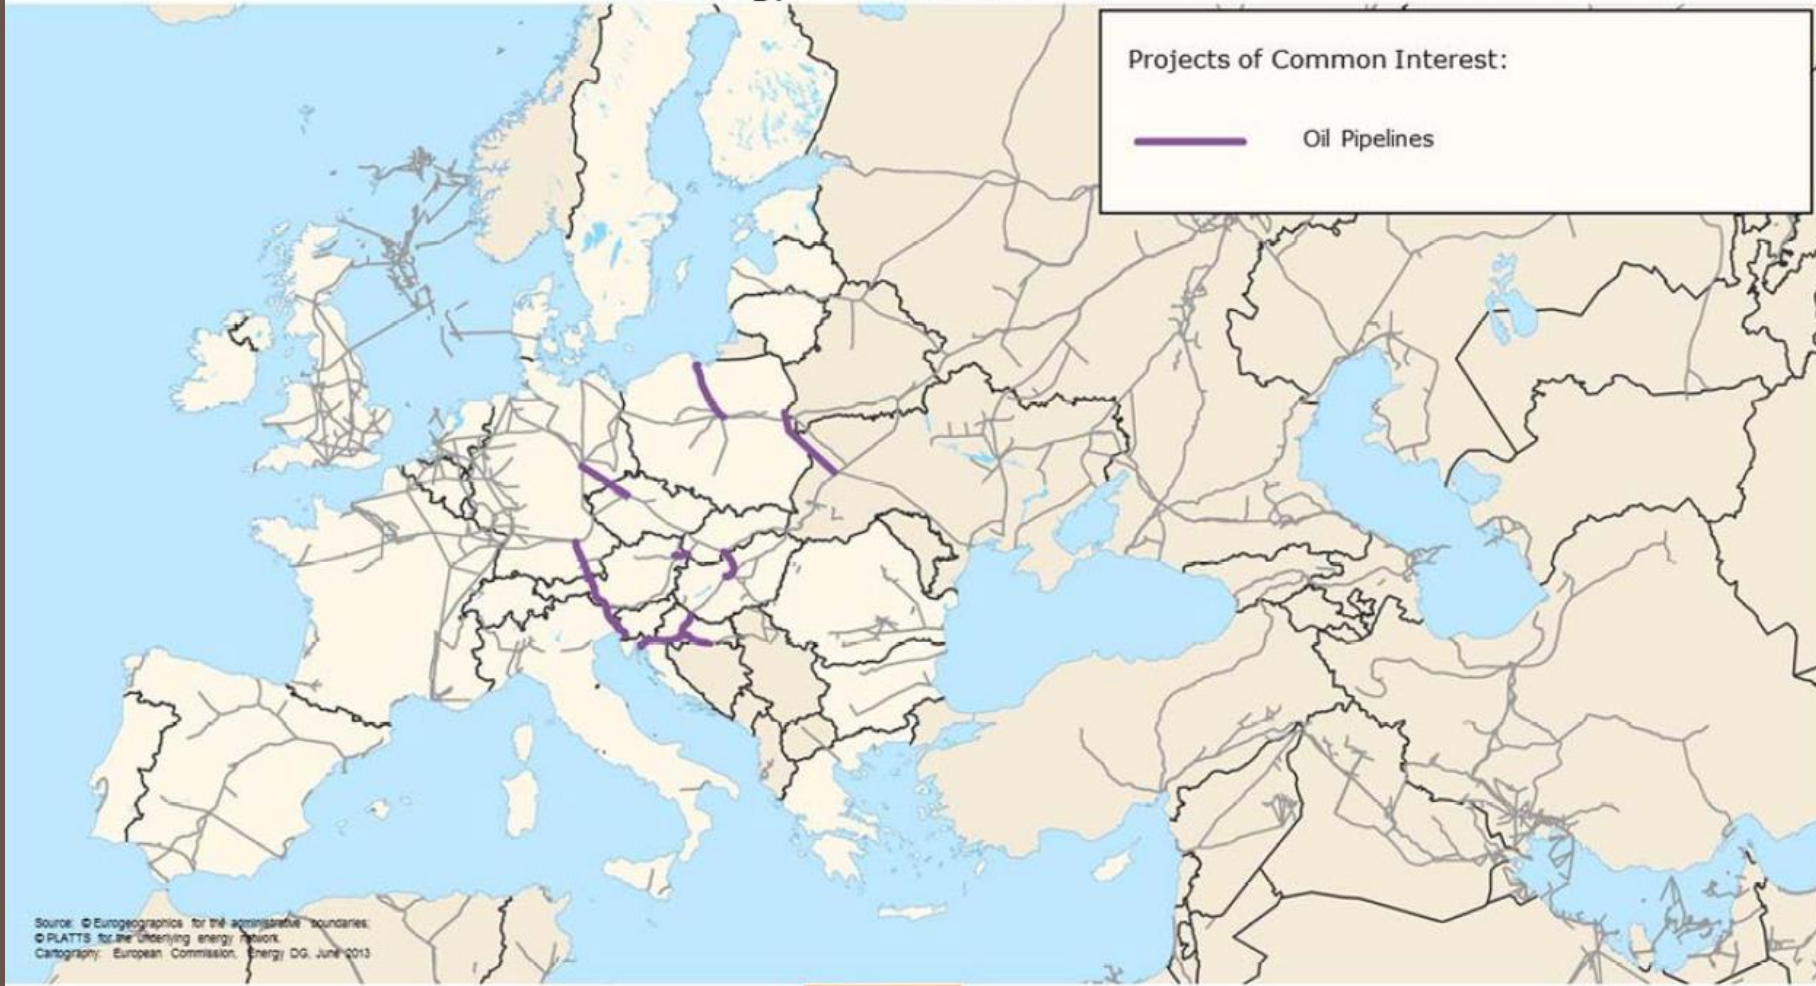 Projects of Common Interest:
Oil Pipelines
Source: © Eurogeographics for the administrative boundaries;
© PLATTS for the underlying energy network.
Cartography: European Commission, Energy DG, June 2013